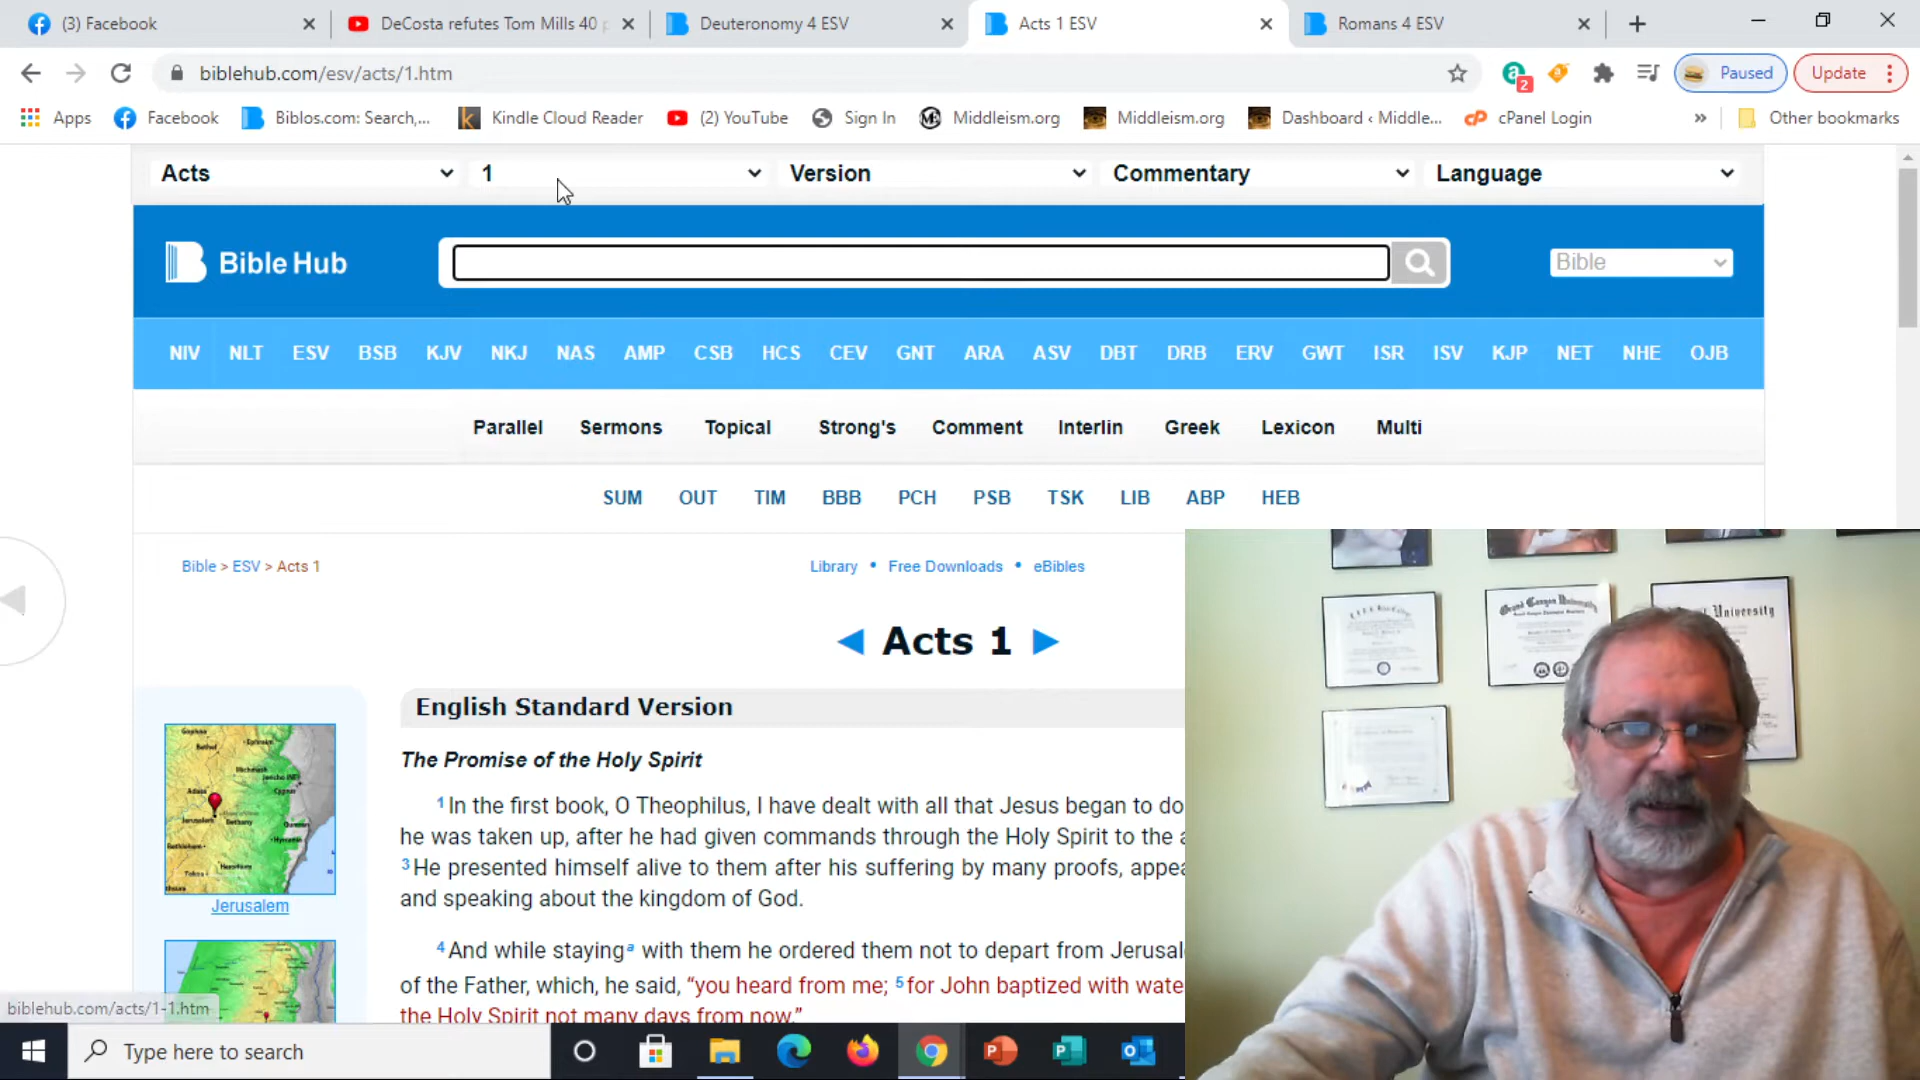 (3) Facebook
DeCosta refutes Tom Mills 40 p
Deuteronomy 4 ESV
Acts 1 ESV
Romans 4 ESV
biblehub.com/esv/acts/1.htm
2
Paused
Update
Apps
Facebook
Biblos.com: Search,...
Kindle Cloud Reader
(2) YouTube
Sign In
Middleism.org
Middleism.org
Dashboard ‹ Middle...
cPanel Login
»
Other bookmarks
Acts
1
Version
Commentary
Language
Bible Hub
Bible
NIV NLT ESV BSB KJV NKJ NAS AMP CSB HCS CEV GNT ARA ASV DBT DRB ERV GWT ISR ISV KJP NET NHE OJB
Parallel Sermons Topical Strong's Comment Interlin Greek Lexicon Multi
SUM OUT TIM BBB PCH PSB TSK LIB ABP HEB
Bible > ESV > Acts 1
Library • Free Downloads • eBibles
Acts 1
English Standard Version
The Promise of the Holy Spirit
1 In the first book, O Theophilus, I have dealt with all that Jesus began to do
he was taken up, after he had given commands through the Holy Spirit to the a
3 He presented himself alive to them after his suffering by many proofs, appea
and speaking about the kingdom of God.
4 And while staying a with them he ordered them not to depart from Jerusal
of the Father, which, he said, “you heard from me; 5 for John baptized with wate
the Holy Spirit not many days from now.”
Jerusalem
biblehub.com/acts/1-1.htm
Type here to search
Grand Canyon University
University